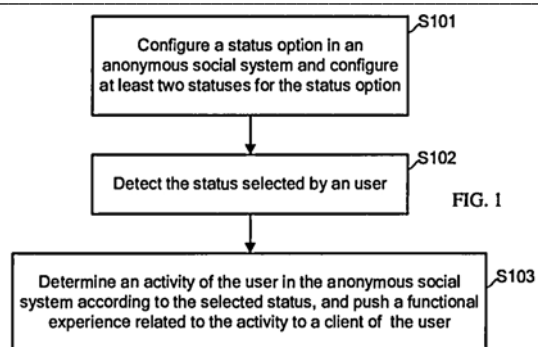 S101
Configure a status option in an
anonymous social system and configure
at least two statuses for the status option
S102
Detect the status selected by an user
FIG. 1
S103
Determine an activity of the user in the anonymous social
system according to the selected status, and push a functional
experience related to the activity to a client of the user